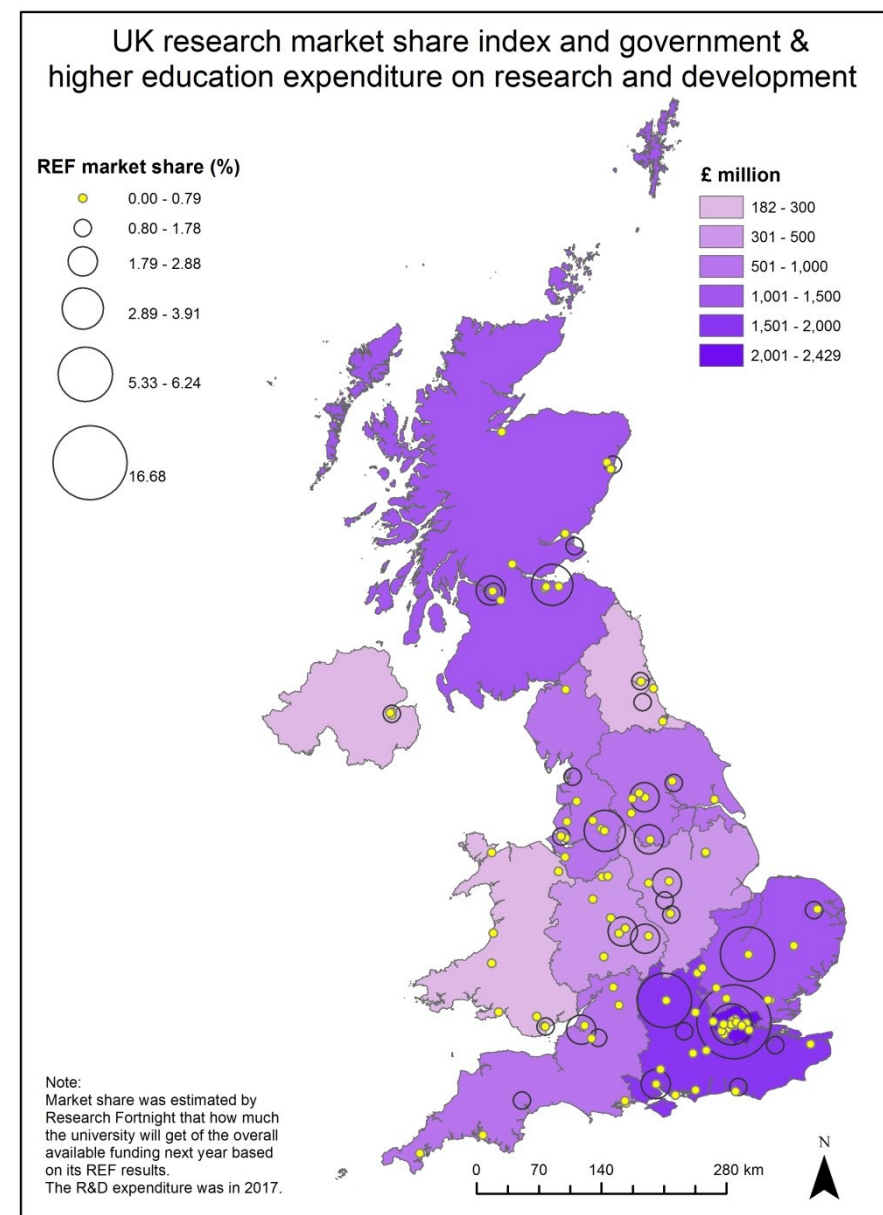 UK research market share index and government &
higher education expenditure on research and development
REF market share (%)
0.00 - 0.79
0.80 - 1.78
1.79 - 2.88
2.89 - 3.91
5.33 - 6.24
16.68
£ million
182 - 300
301 - 500
501 - 1,000
1,001 - 1,500
1,501 - 2,000
2,001 - 2,429
Note:
Market share was estimated by
Research Fortnight that how much
the university will get of the overall
available funding next year based
on its REF results.
The R&D expenditure was in 2017.
0 70 140 280 km
N